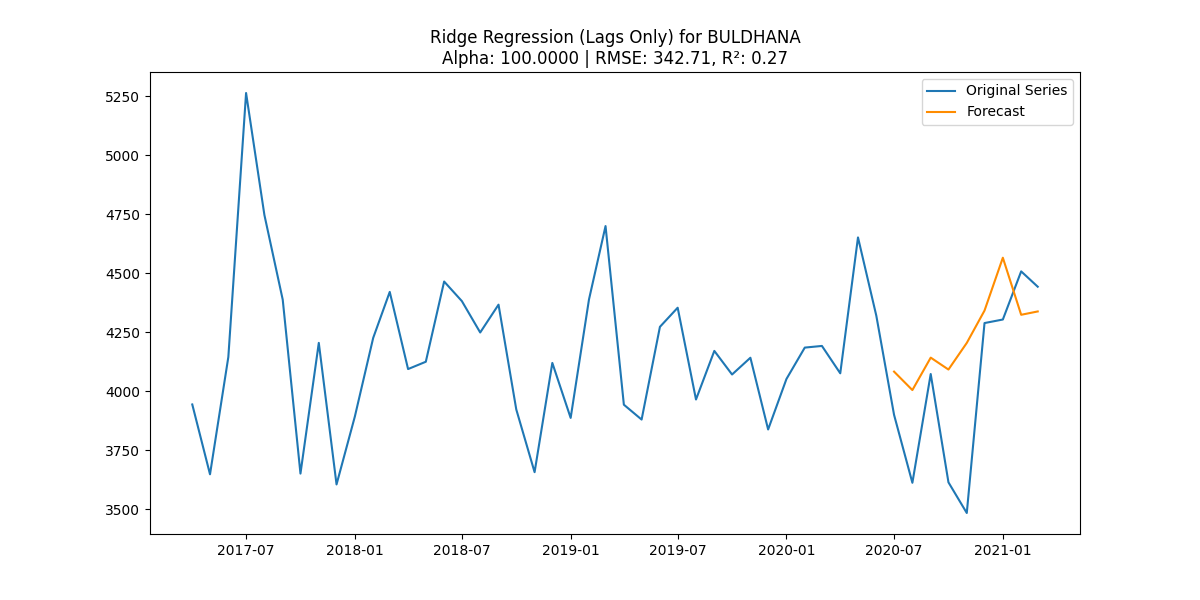 Ridge Regression (Lags Only) for BULDHANA
Alpha: 100.0000 | RMSE: 342.71, R²: 0.27
Original Series
Forecast
5250
5000
4750
4500
4250
4000
3750
3500
2017-07 2018-01 2018-07 2019-01 2019-07 2020-01 2020-07 2021-01